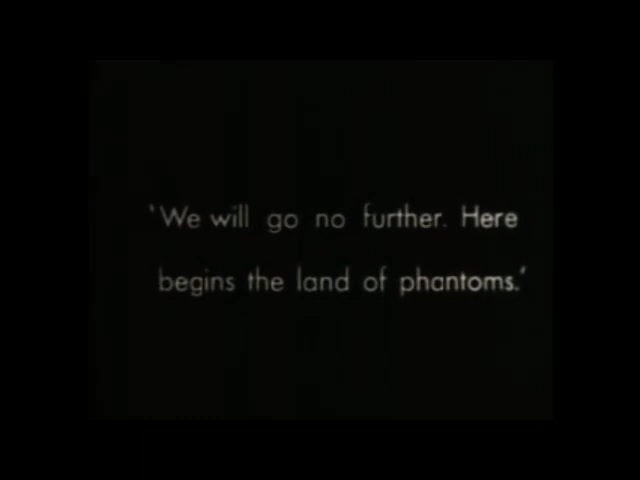 'We will go no further. Here
begins the land of phantoms.'